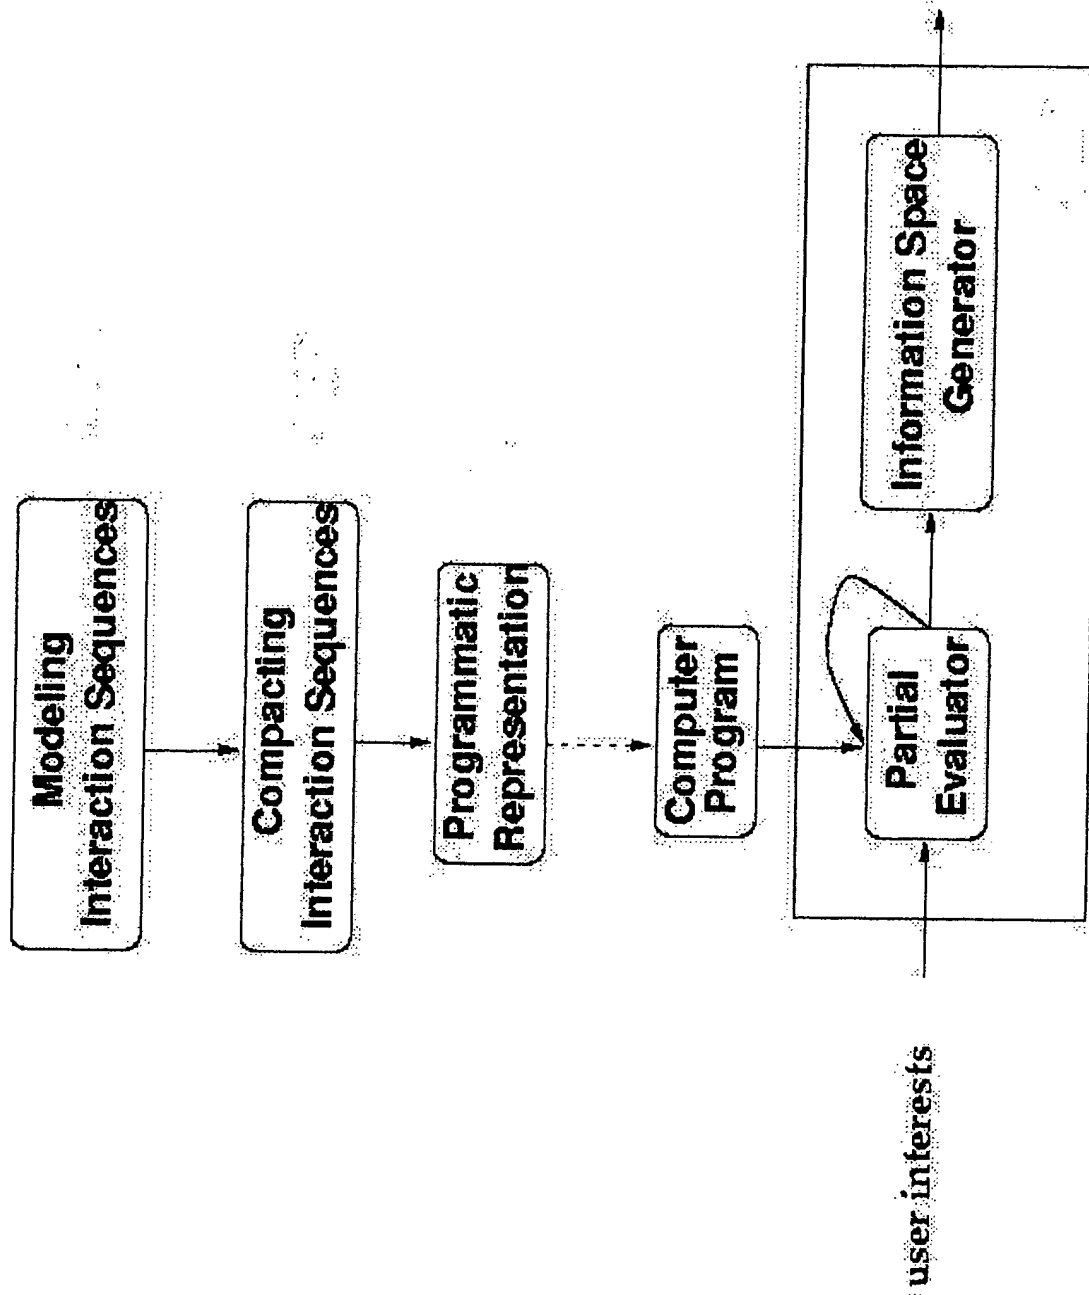 Modeling
Interaction Sequences
Compacting
Interaction Sequences
Programmatic
Representation
Computer
Program
Partial
Evaluator
Information Space
Generator
user interests